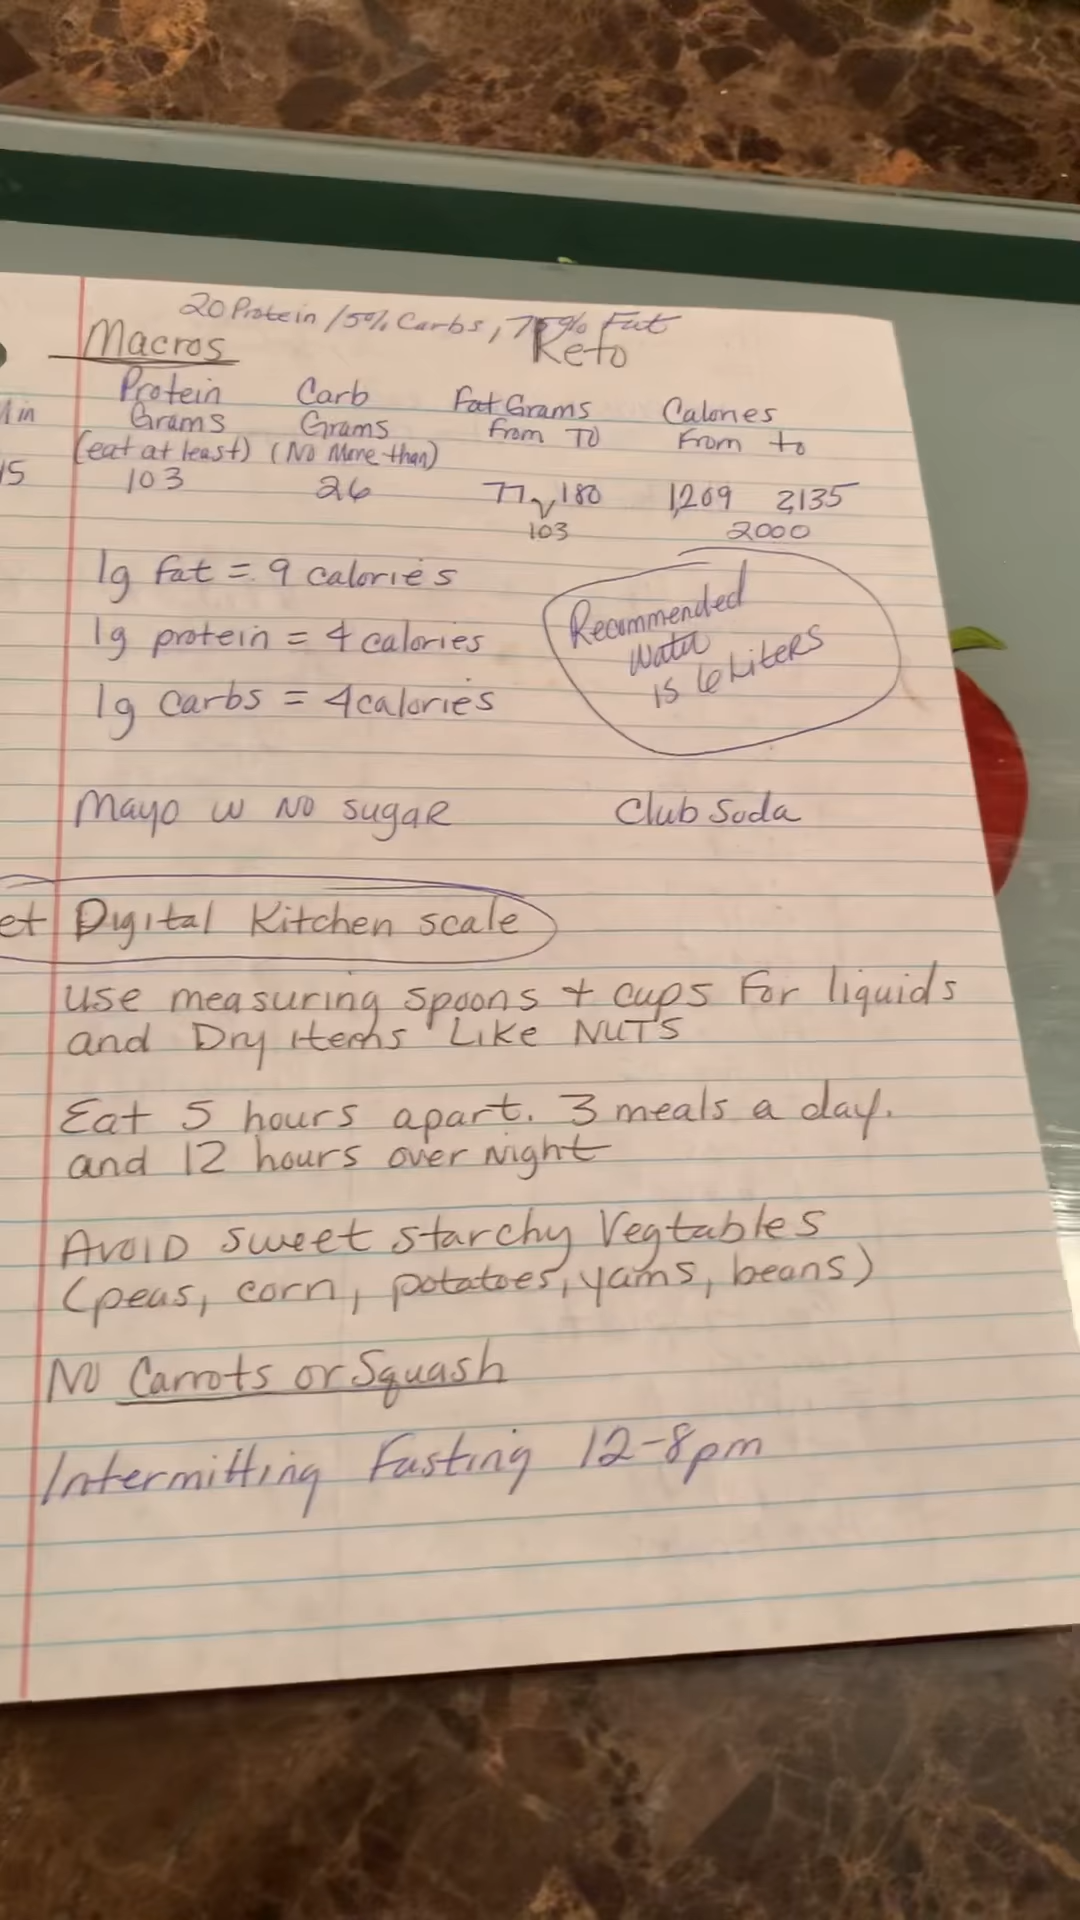 20 Protein /5% Carbs, 75% Fat
Macros Keto
Protein Carb Fat Grams Calories
Grams Grams From To From to
(eat at least) (No More than)
15 103 26 77 180 1,209 2,135
103 2000
1g fat = 9 calories
1g protein = 4 calories
1g carbs = 4 calories
Recommended
Water
is 6 Liters
Mayo w No sugar Club Soda
et Digital Kitchen scale
use measuring spoons + cups For liquids
and Dry items Like NUTS
Eat 5 hours apart. 3 meals a day.
and 12 hours over Night
AVOID sweet starchy Vegtables
(peas, corn, potatoes, yams, beans)
No Carrots or Squash
Intermitting Fasting 12-8pm